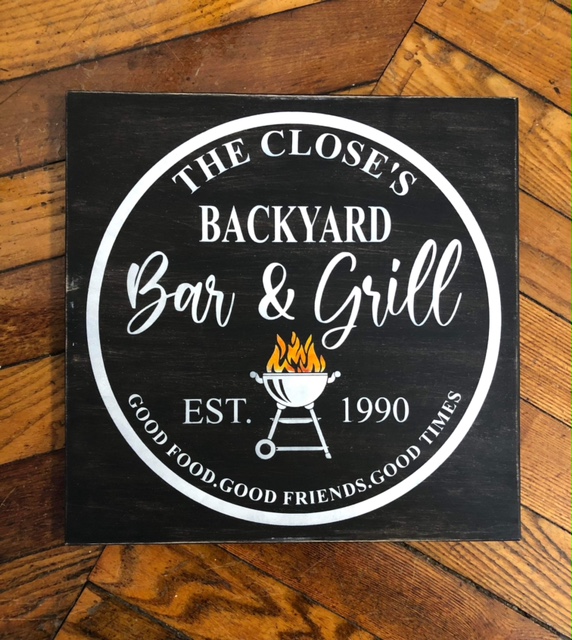 THE CLOSE'S
BACKYARD
Bar & Grill
EST. 1990
GOOD FOOD.GOOD FRIENDS.GOOD TIMES